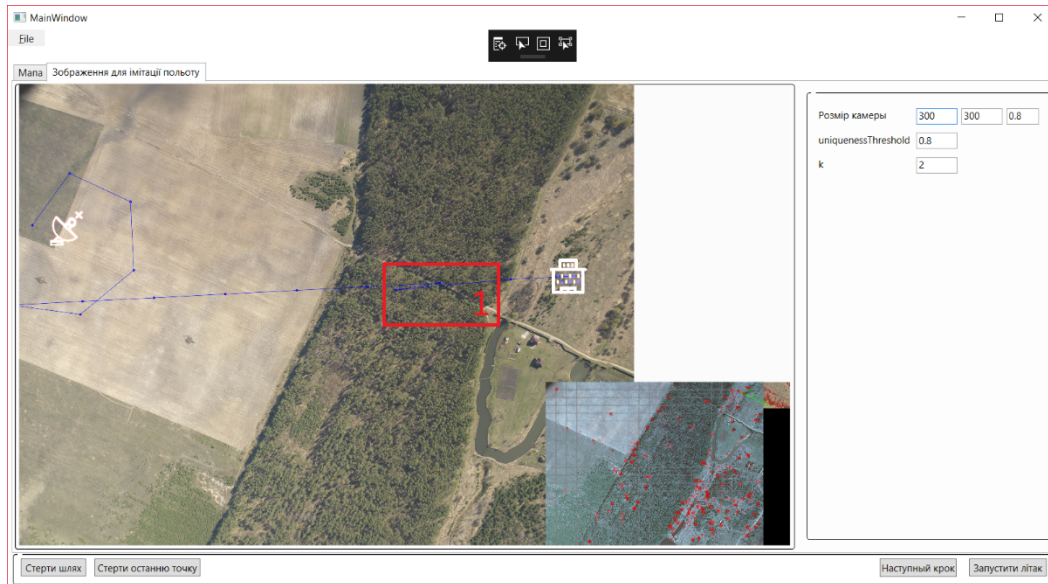 MainWindow
File
Мапа Зображення для імітації польоту
Розмір камеры 300 300 0.8
uniquenessThreshold 0.8
k 2
1
Стерти шлях Стерти останню точку Наступный крок Запустити літак